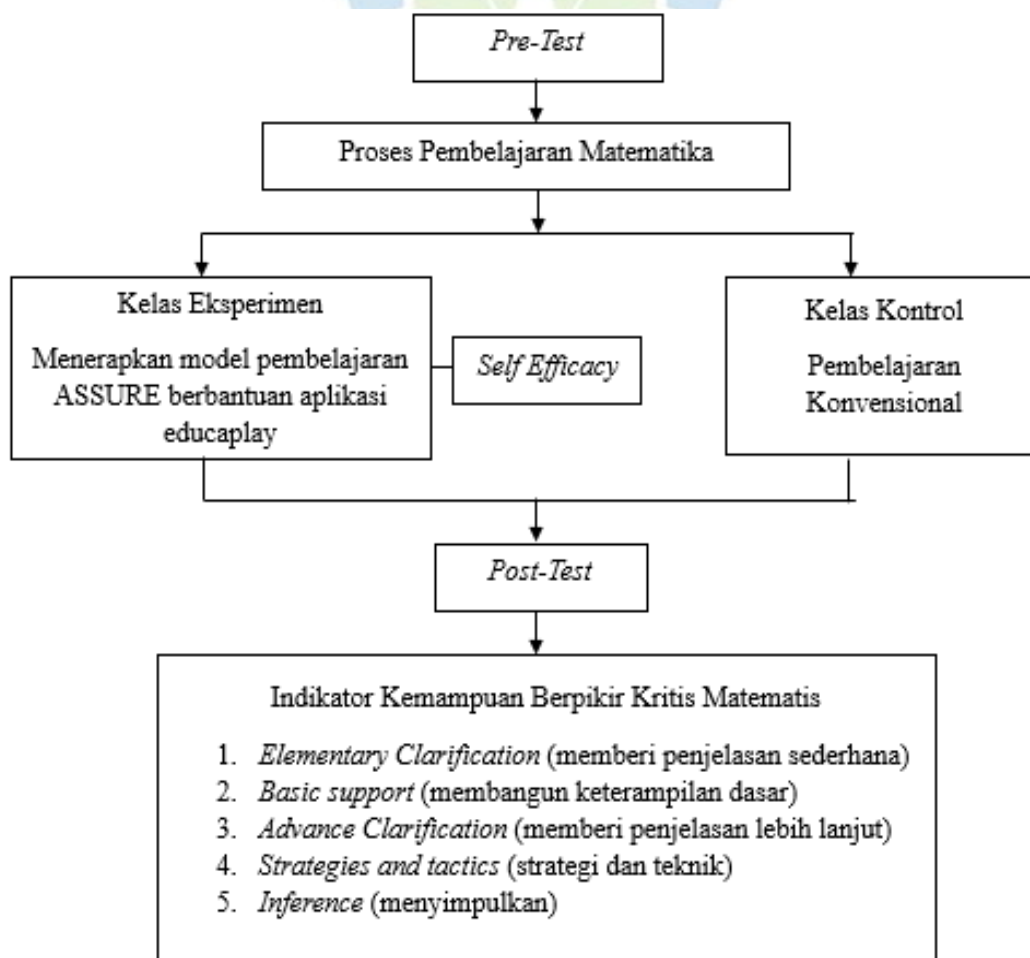 Pre-Test
Proses Pembelajaran Matematika
Kelas Eksperimen
Menerapkan model pembelajaran
ASSURE berbantuan aplikasi
educaplay
Self Efficacy
Kelas Kontrol
Pembelajaran
Konvensional
Post-Test
Indikator Kemampuan Berpikir Kritis Matematis
1. Elementary Clarification (memberi penjelasan sederhana)
2. Basic support (membangun keterampilan dasar)
3. Advance Clarification (memberi penjelasan lebih lanjut)
4. Strategies and tactics (strategi dan teknik)
5. Inference (menyimpulkan)